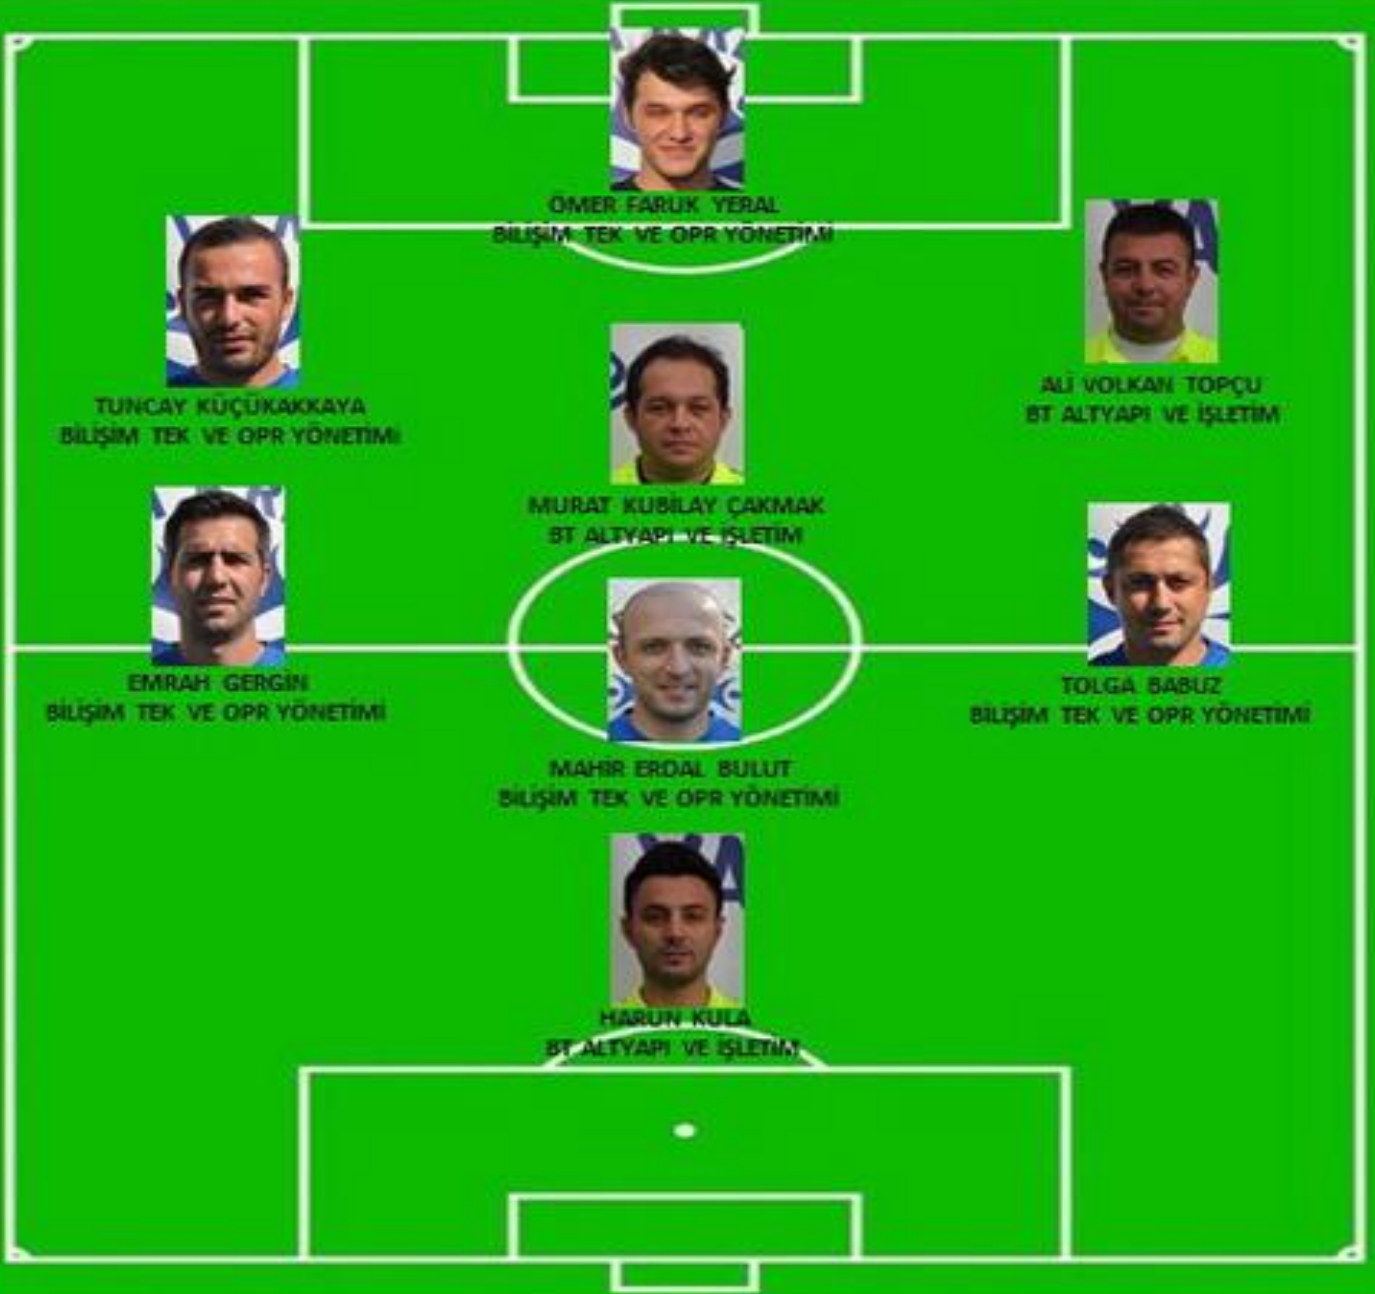 ÖMER FARUK YERAL
BİLİŞİM TEK VE OPR YÖNETİMİ
TUNCAY KÜÇÜKAKKAYA
BİLİŞİM TEK VE OPR YÖNETİMİ
ALİ VOLKAN TOPÇU
BT ALTYAPI VE İŞLETİM
MURAT KUBİLAY ÇAKMAK
BT ALTYAPI VE İŞLETİM
EMRAH GERGİN
BİLİŞİM TEK VE OPR YÖNETİMİ
TOLGA BABUZ
BİLİŞİM TEK VE OPR YÖNETİMİ
MAHİR ERDAL BULUT
BİLİŞİM TEK VE OPR YÖNETİMİ
HARUN KULA
BT ALTYAPI VE İŞLETİM